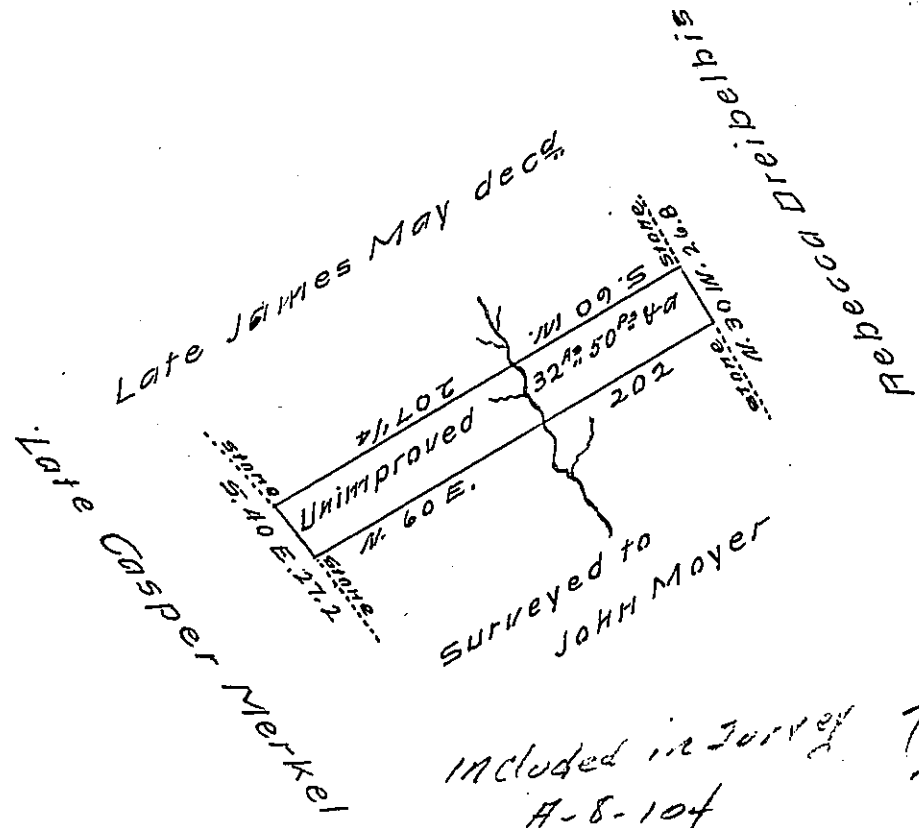 Rebecca Dreibelbis
Late James May decd.
Late Casper Merkel
stone
N. 30 W. 26.8
stone
S. 60 W.
207 1/4
32 As. 50 Ps. & a
Unimproved
202
N. 60 E.
stone
S. 40 E. 27.2
stone
Surveyed to
John Moyer
Included in Survey
A-8-104